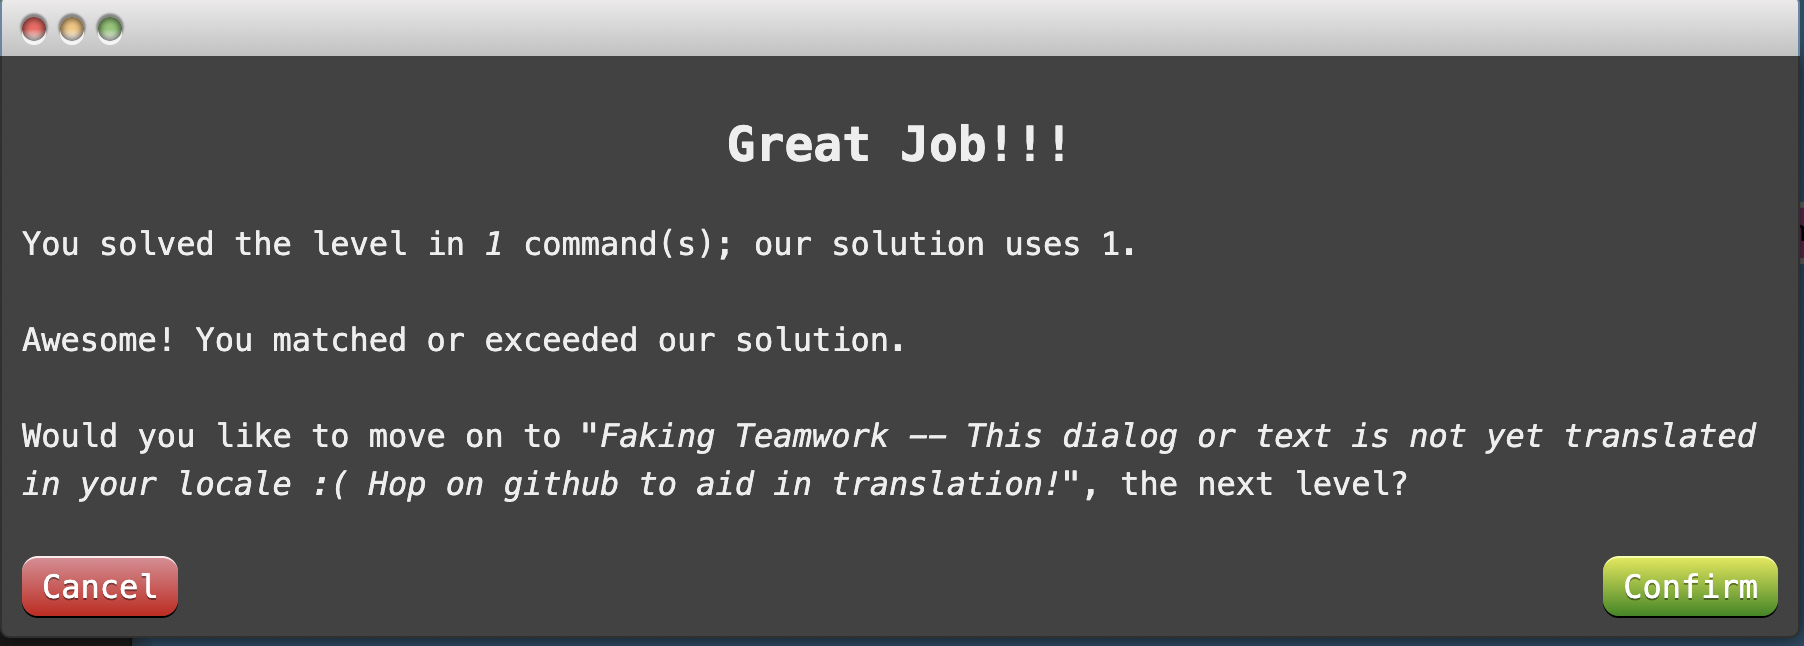 Great Job!!!
You solved the level in 1 command(s); our solution uses 1.
Awesome! You matched or exceeded our solution.
Would you like to move on to "Faking Teamwork -- This dialog or text is not yet translated
in your locale :( Hop on github to aid in translation!", the next level?
Cancel
Confirm